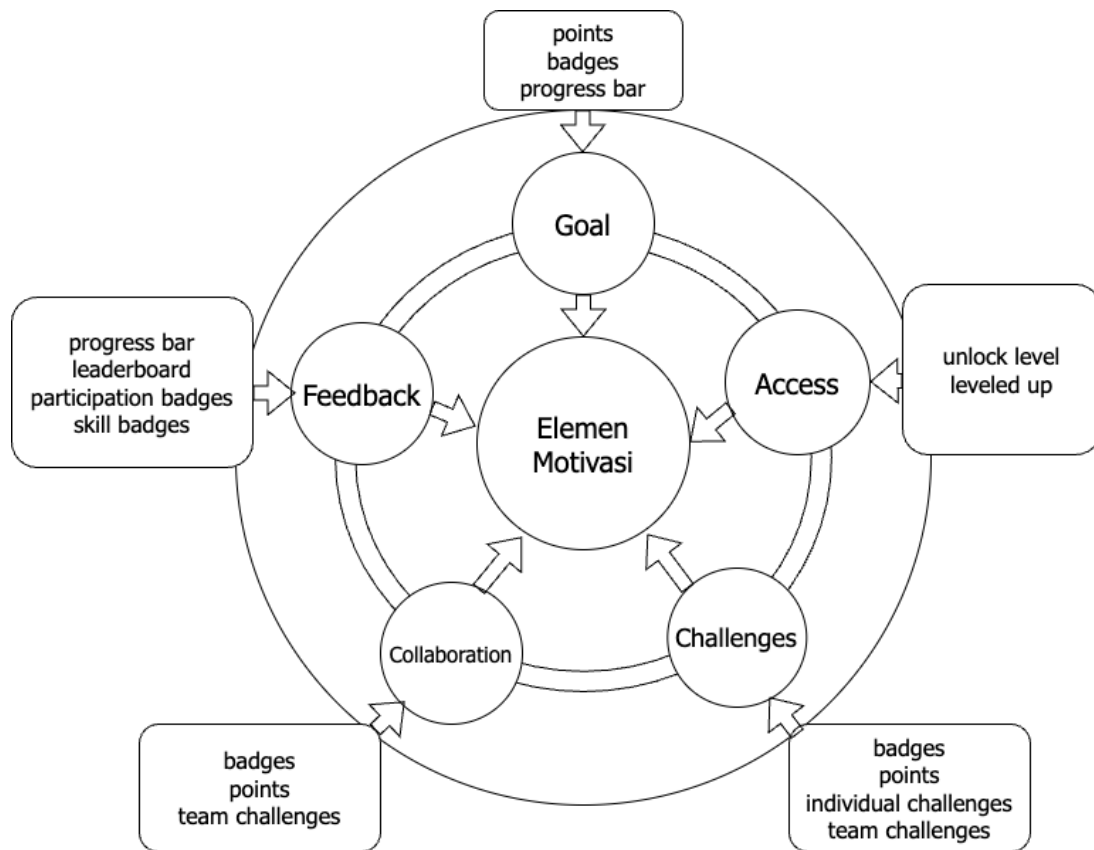 points
badges
progress bar
Goal
progress bar
leaderboard
participation badges
skill badges
Feedback
Elemen
Motivasi
Access
unlock level
leveled up
Collaboration
Challenges
badges
points
team challenges
badges
points
individual challenges
team challenges